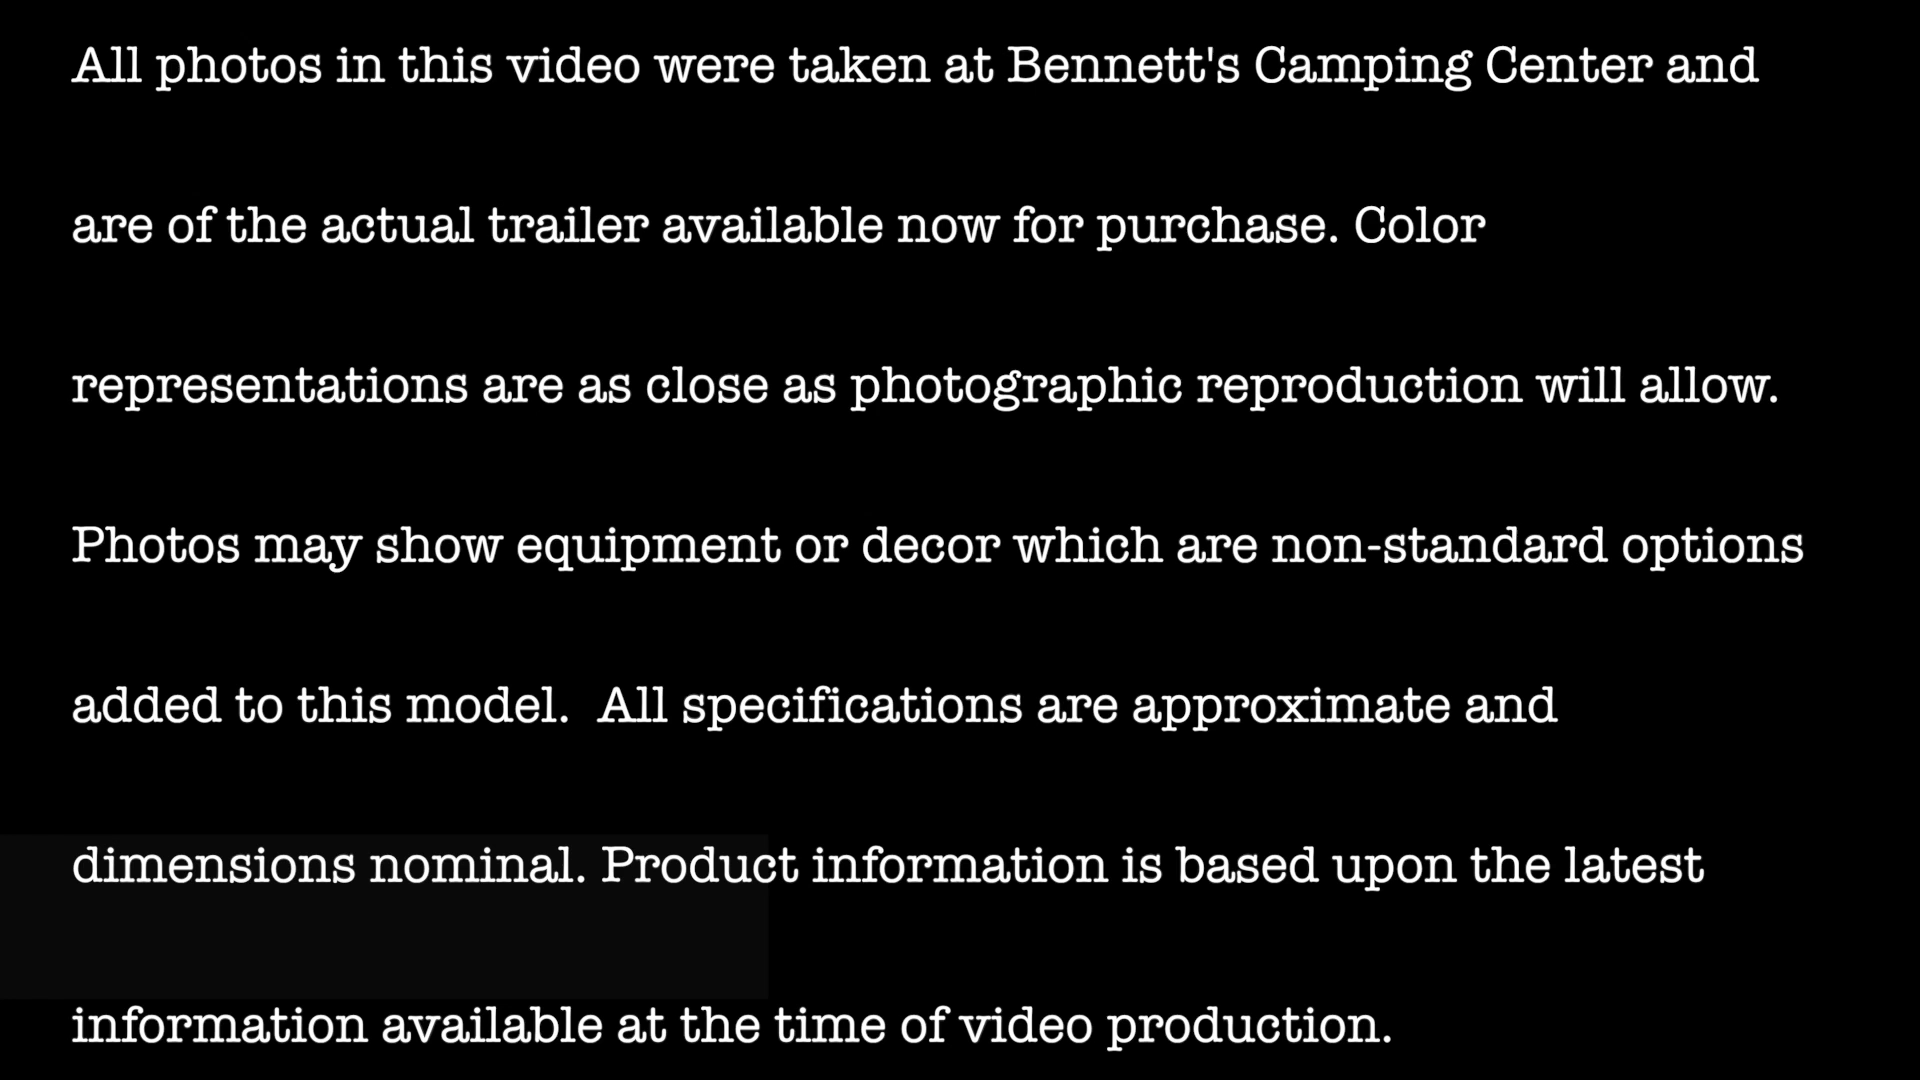 All photos in this video were taken at Bennett's Camping Center and
are of the actual trailer available now for purchase. Color
representations are as close as photographic reproduction will allow.
Photos may show equipment or decor which are non-standard options
added to this model.  All specifications are approximate and
dimensions nominal. Product information is based upon the latest
information available at the time of video production.